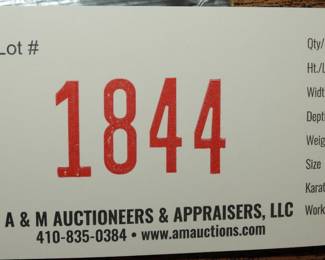 Lot #
1844
A & M AUCTIONEERS & APPRAISERS, LLC
410-835-0384 • www.amauctions.com
Qty/
Ht./L
Widt
Dept
Weig
Size
Karat
Work